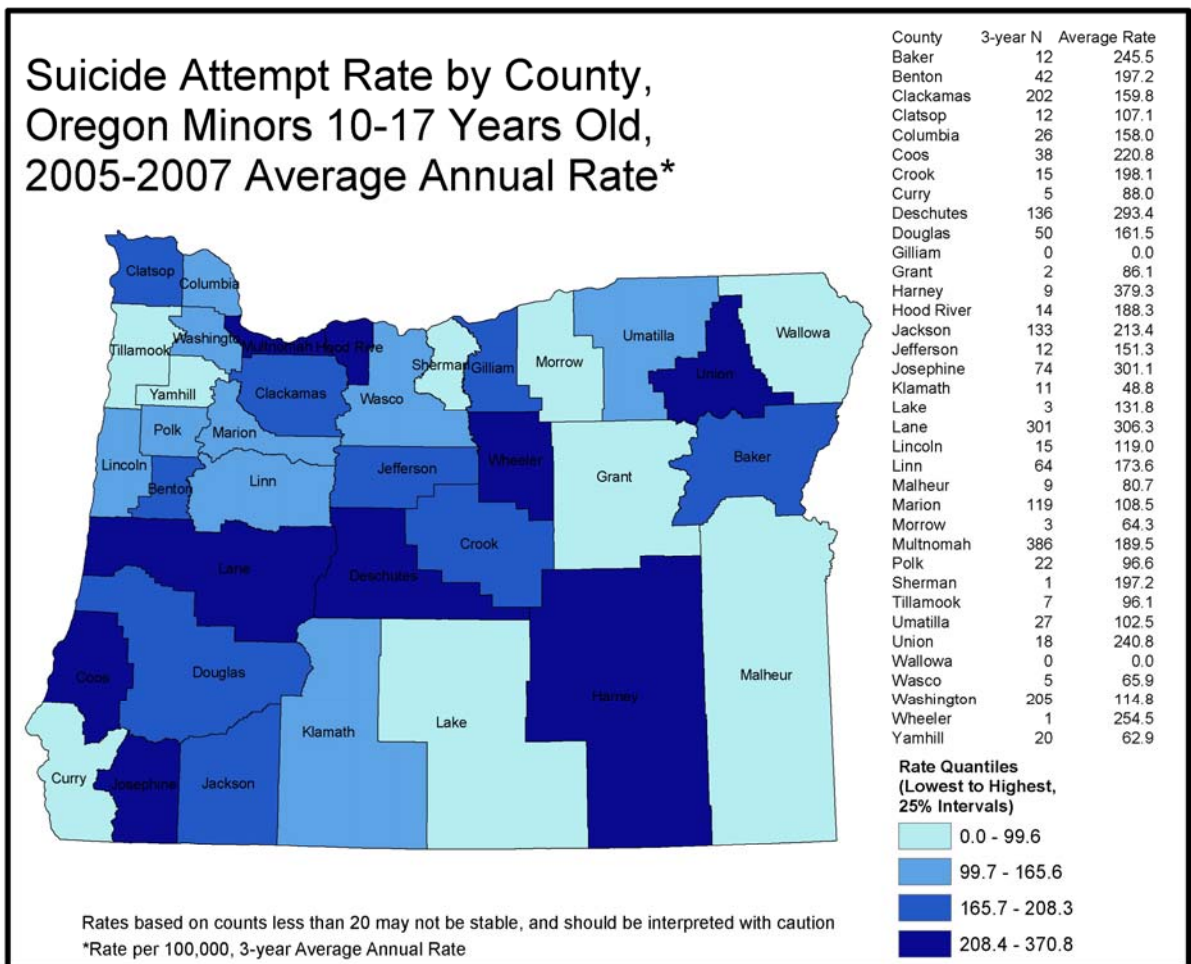 Suicide Attempt Rate by County,
Oregon Minors 10-17 Years Old,
2005-2007 Average Annual Rate*
County 3-year N Average Rate
Baker 12 245.5
Benton 42 197.2
Clackamas 202 159.8
Clatsop 12 107.1
Columbia 26 158.0
Coos 38 220.8
Crook 15 198.1
Curry 5 88.0
Deschutes 136 293.4
Douglas 50 161.5
Gilliam 0 0.0
Grant 2 86.1
Harney 9 379.3
Hood River 14 188.3
Jackson 133 213.4
Jefferson 12 151.3
Josephine 74 301.1
Klamath 11 48.8
Lake 3 131.8
Lane 301 306.3
Lincoln 15 119.0
Linn 64 173.6
Malheur 9 80.7
Marion 119 108.5
Morrow 3 64.3
Multnomah 386 189.5
Polk 22 96.6
Sherman 1 197.2
Tillamook 7 96.1
Umatilla 27 102.5
Union 18 240.8
Wallowa 0 0.0
Wasco 5 65.9
Washington 205 114.8
Wheeler 1 254.5
Yamhill 20 62.9
Clatsop
Columbia
Tillamook
Washington
Multnomah
Hood Rive
Sherman
Gilliam
Morrow
Umatilla
Wallowa
Union
Yamhill
Clackamas
Wasco
Polk
Marion
Lincoln
Benton
Linn
Jefferson
Wheeler
Grant
Baker
Crook
Lane
Deschutes
Coos
Douglas
Harney
Malheur
Klamath
Lake
Curry
Josephine
Jackson
Rate Quantiles
(Lowest to Highest,
25% Intervals)
0.0 - 99.6
99.7 - 165.6
165.7 - 208.3
208.4 - 370.8
Rates based on counts less than 20 may not be stable, and should be interpreted with caution
*Rate per 100,000, 3-year Average Annual Rate